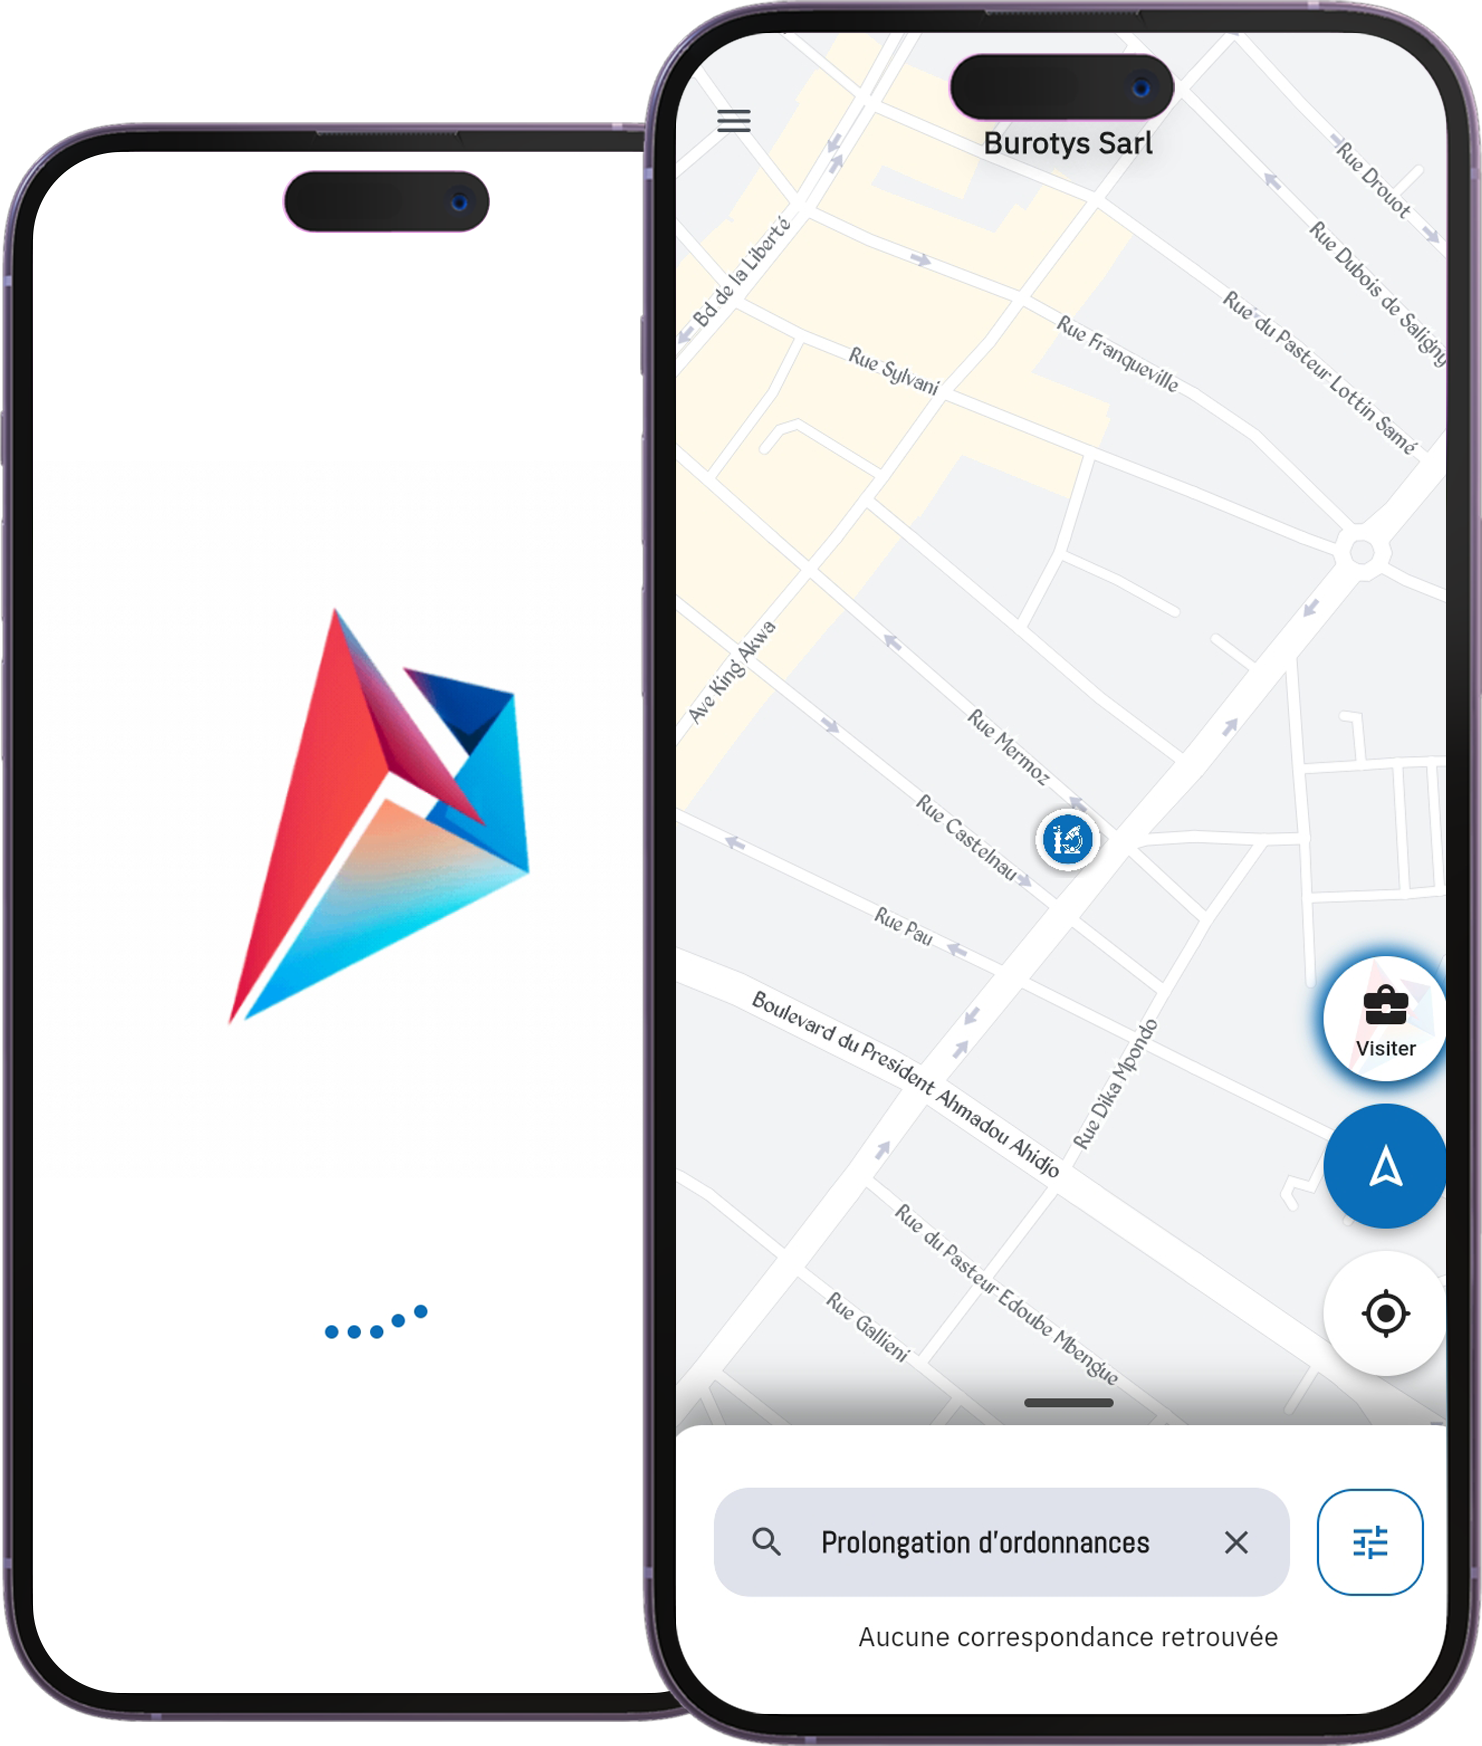 Burotys Sarl
Rue Drouot
Rue Dubois de Saligny
Bd de la Liberté
Rue du Pasteur Lottin Samé
Rue Franqueville
Rue Sylvani
Ave King Akwa
Rue Mermoz
Rue Castelnau
Rue Pau
Boulevard du President Ahmadou Ahidjo
Visiter
Rue Dika Mpondo
Rue du Pasteur Edoube Mbengue
Rue Gallieni
Prolongation d'ordonnances
Aucune correspondance retrouvée